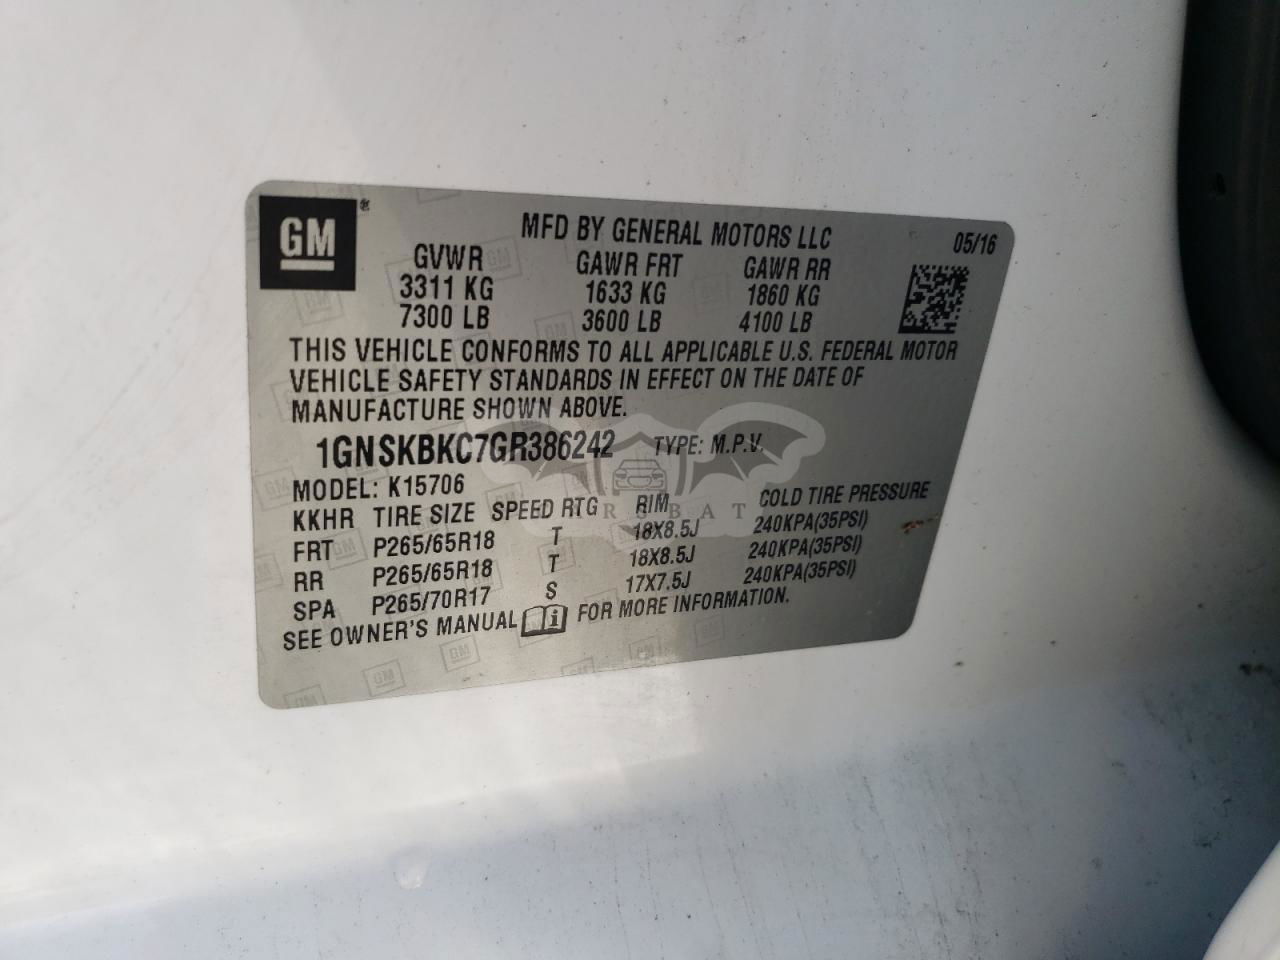 GM ®
MFD BY GENERAL MOTORS LLC 05/16
GVWR GAWR FRT GAWR RR
3311 KG 1633 KG 1860 KG
7300 LB 3600 LB 4100 LB
THIS VEHICLE CONFORMS TO ALL APPLICABLE U.S. FEDERAL MOTOR
VEHICLE SAFETY STANDARDS IN EFFECT ON THE DATE OF
MANUFACTURE SHOWN ABOVE.
1GNSKBKC7GR386242 TYPE: M.P.V.
MODEL: K15706
KKHR TIRE SIZE SPEED RTG RIM COLD TIRE PRESSURE
FRT P265/65R18 T 18X8.5J 240KPA(35PSI)
RR P265/65R18 T 18X8.5J 240KPA(35PSI)
SPA P265/70R17 S 17X7.5J 240KPA(35PSI)
SEE OWNER'S MANUAL i FOR MORE INFORMATION.